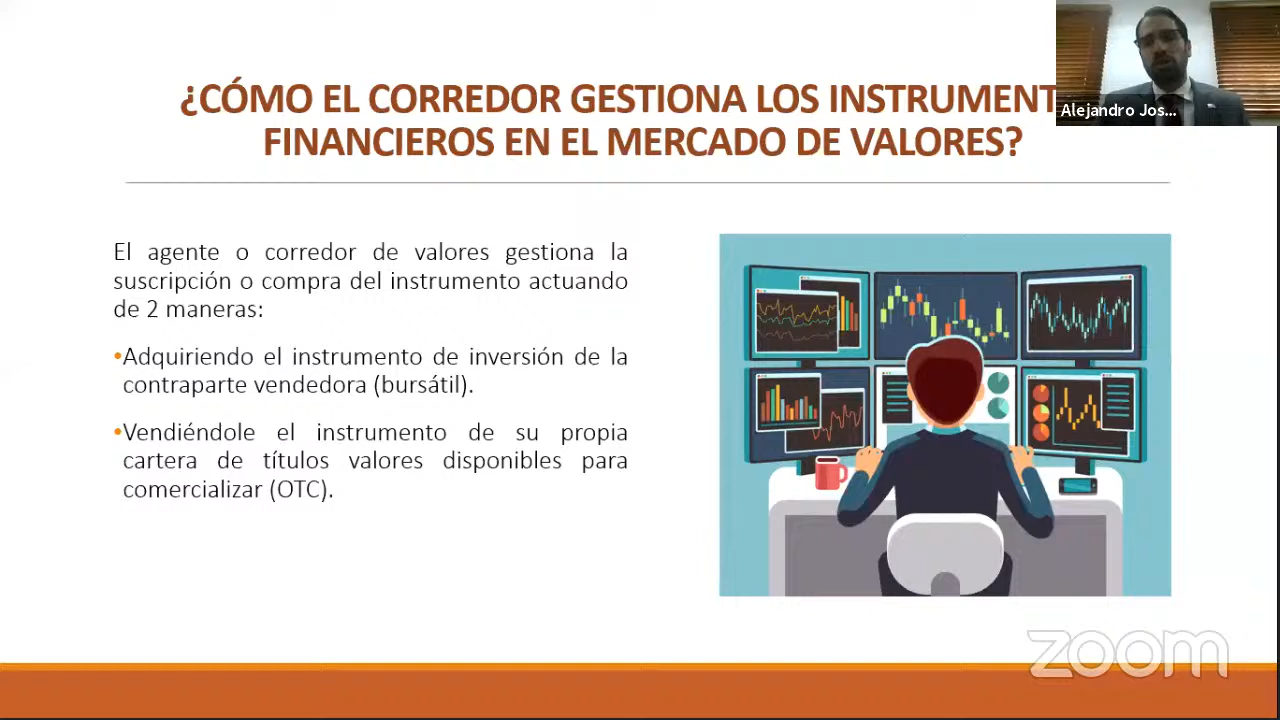 ¿CÓMO EL CORREDOR GESTIONA LOS INSTRUMENT
FINANCIEROS EN EL MERCADO DE VALORES?
Alejandro Jos...
El agente o corredor de valores gestiona la
suscripción o compra del instrumento actuando
de 2 maneras:
•Adquiriendo el instrumento de inversión de la
contraparte vendedora (bursátil).
•Vendiéndole el instrumento de su propia
cartera de títulos valores disponibles para
comercializar (OTC).
zoom